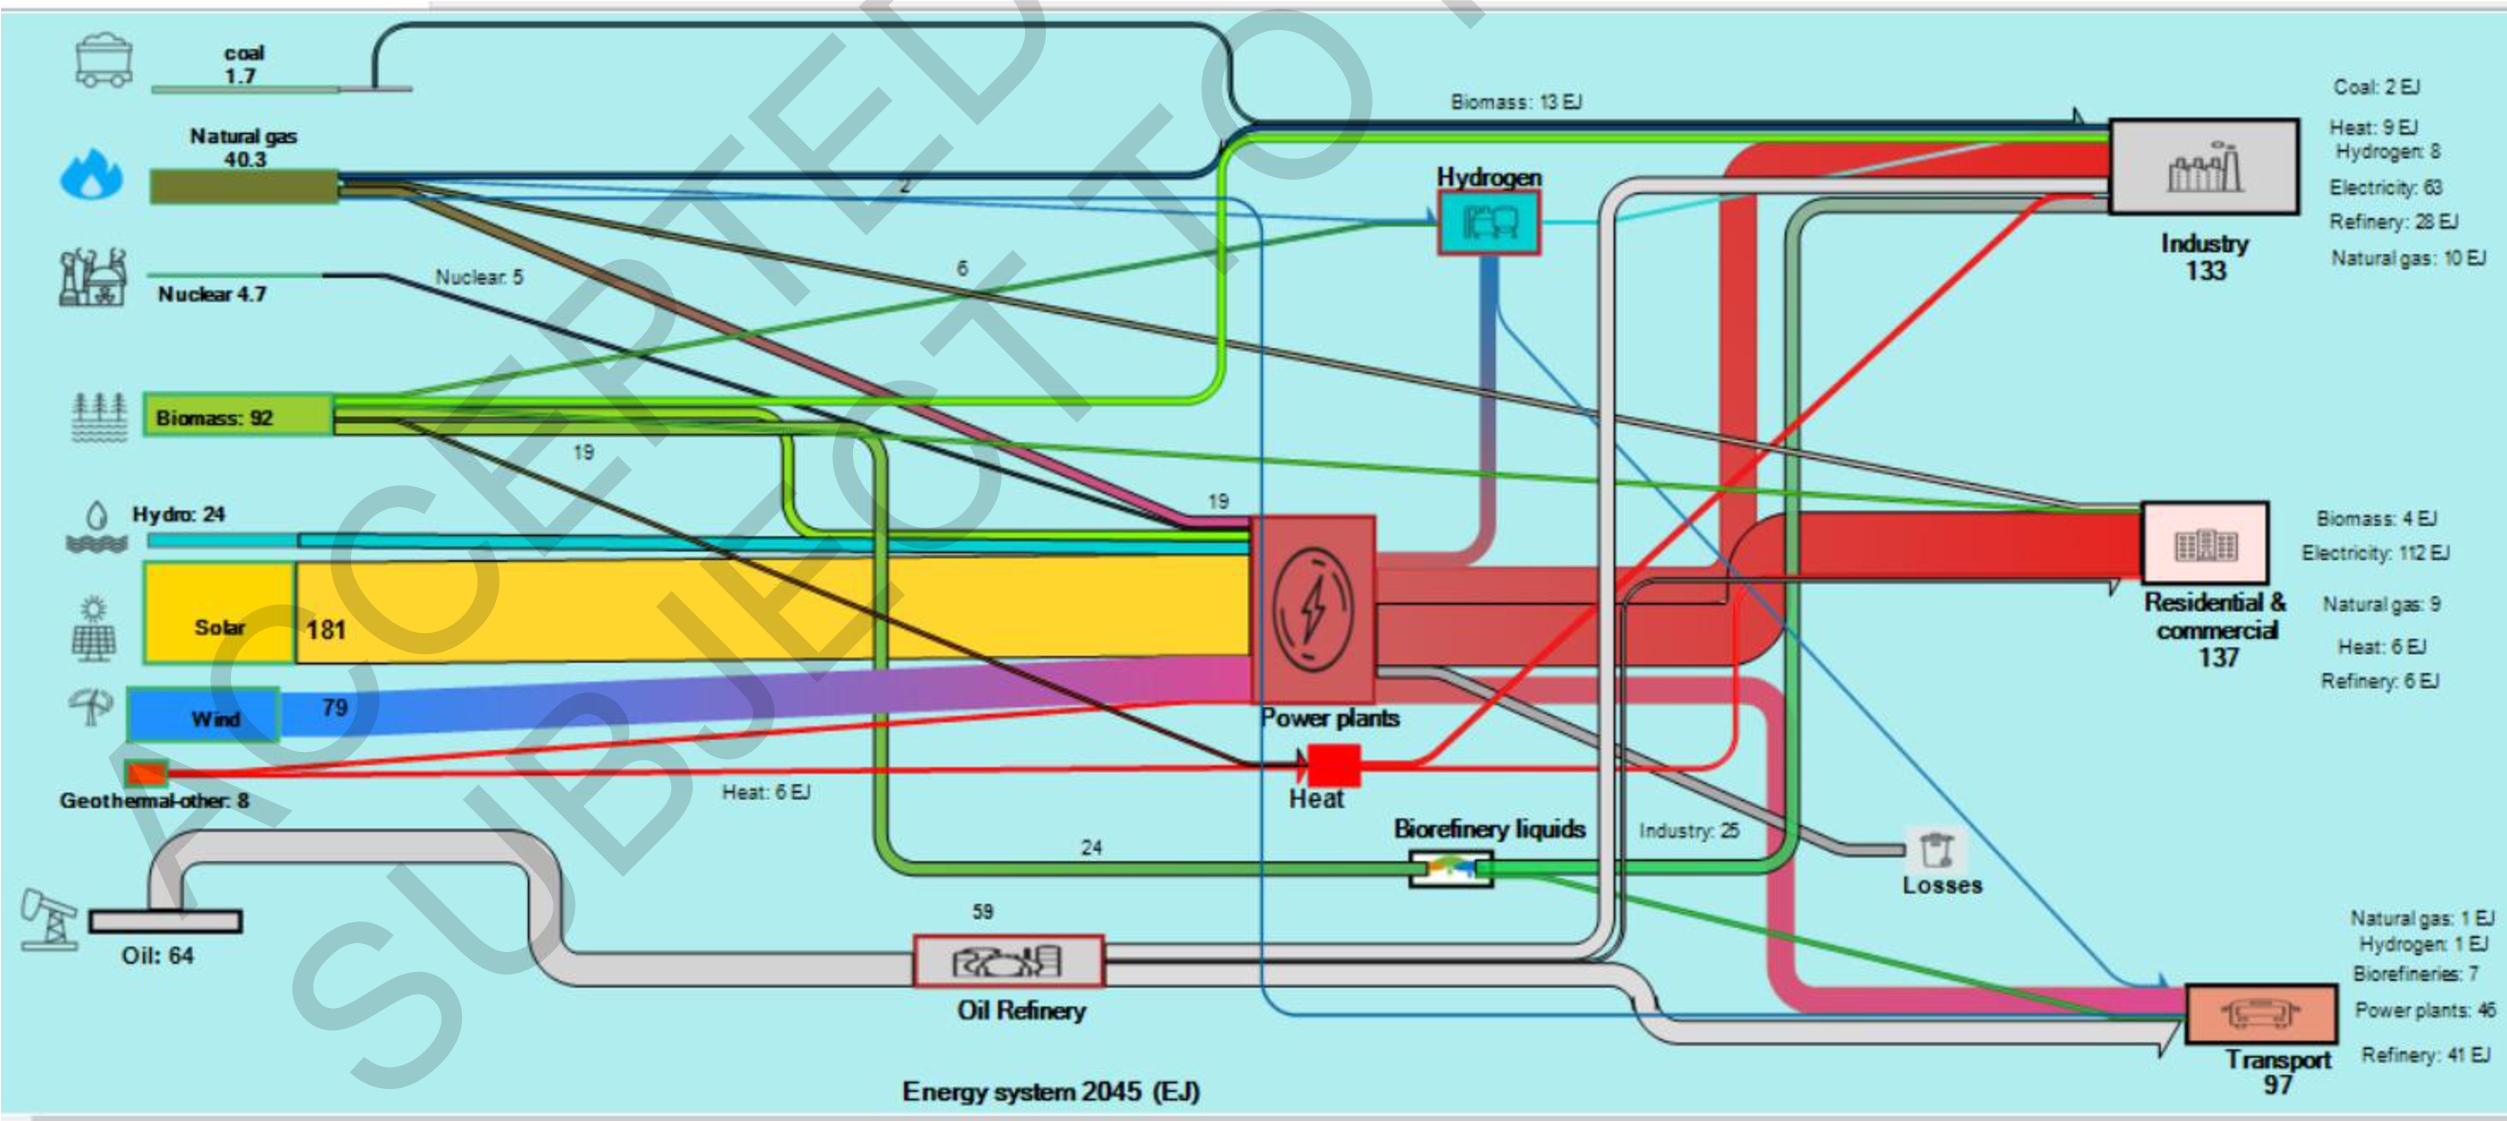 coal
1.7
Natural gas
40.3
Nuclear 4.7
Nuclear: 5
Biomass: 92
Hydro: 24
Solar
181
Wind
79
Geothermal-other: 8
Oil: 64
2
6
19
19
Heat: 6 EJ
24
59
Biomass: 13 EJ
Hydrogen
Power plants
Heat
Biorefinery liquids
Industry: 25
Oil Refinery
Losses
Coal: 2 EJ
Heat: 9 EJ
Hydrogen: 8
Electricity: 63
Refinery: 28 EJ
Natural gas: 10 EJ
Industry
133
Biomass: 4 EJ
Electricity: 112 EJ
Natural gas: 9
Heat: 6 EJ
Refinery: 6 EJ
Residential &
commercial
137
Natural gas: 1 EJ
Hydrogen: 1 EJ
Biorefineries: 7
Power plants: 46
Refinery: 41 EJ
Transport
97
Energy system 2045 (EJ)
ACCEPTED
SUBJECT TO